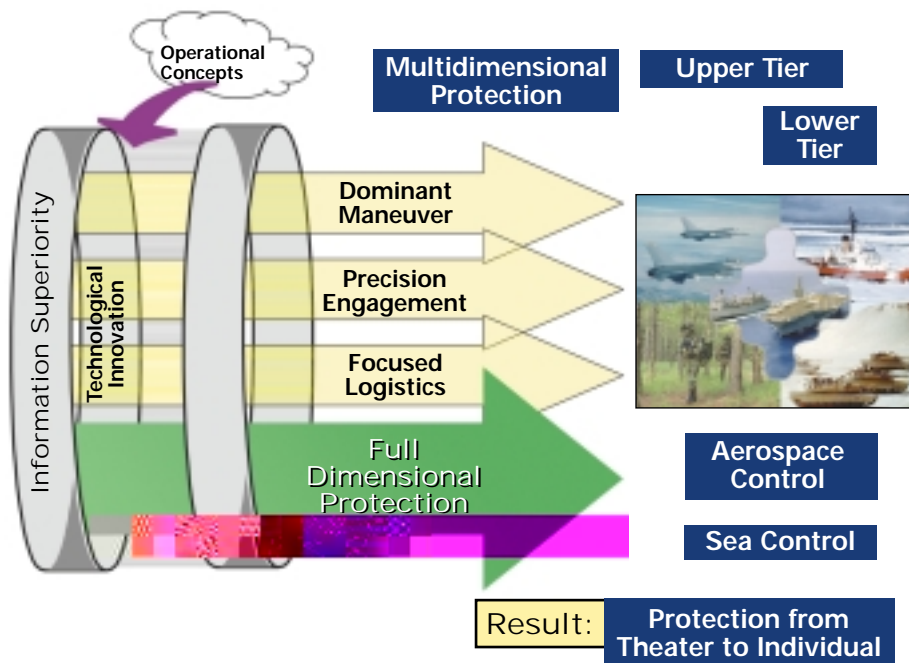 Operational
Concepts
Multidimensional
Protection
Upper Tier
Lower
Tier
Information Superiority
Technological
Innovation
Dominant
Maneuver
Precision
Engagement
Focused
Logistics
Full
Dimensional
Protection
Aerospace
Control
Sea Control
Result:
Protection from
Theater to Individual